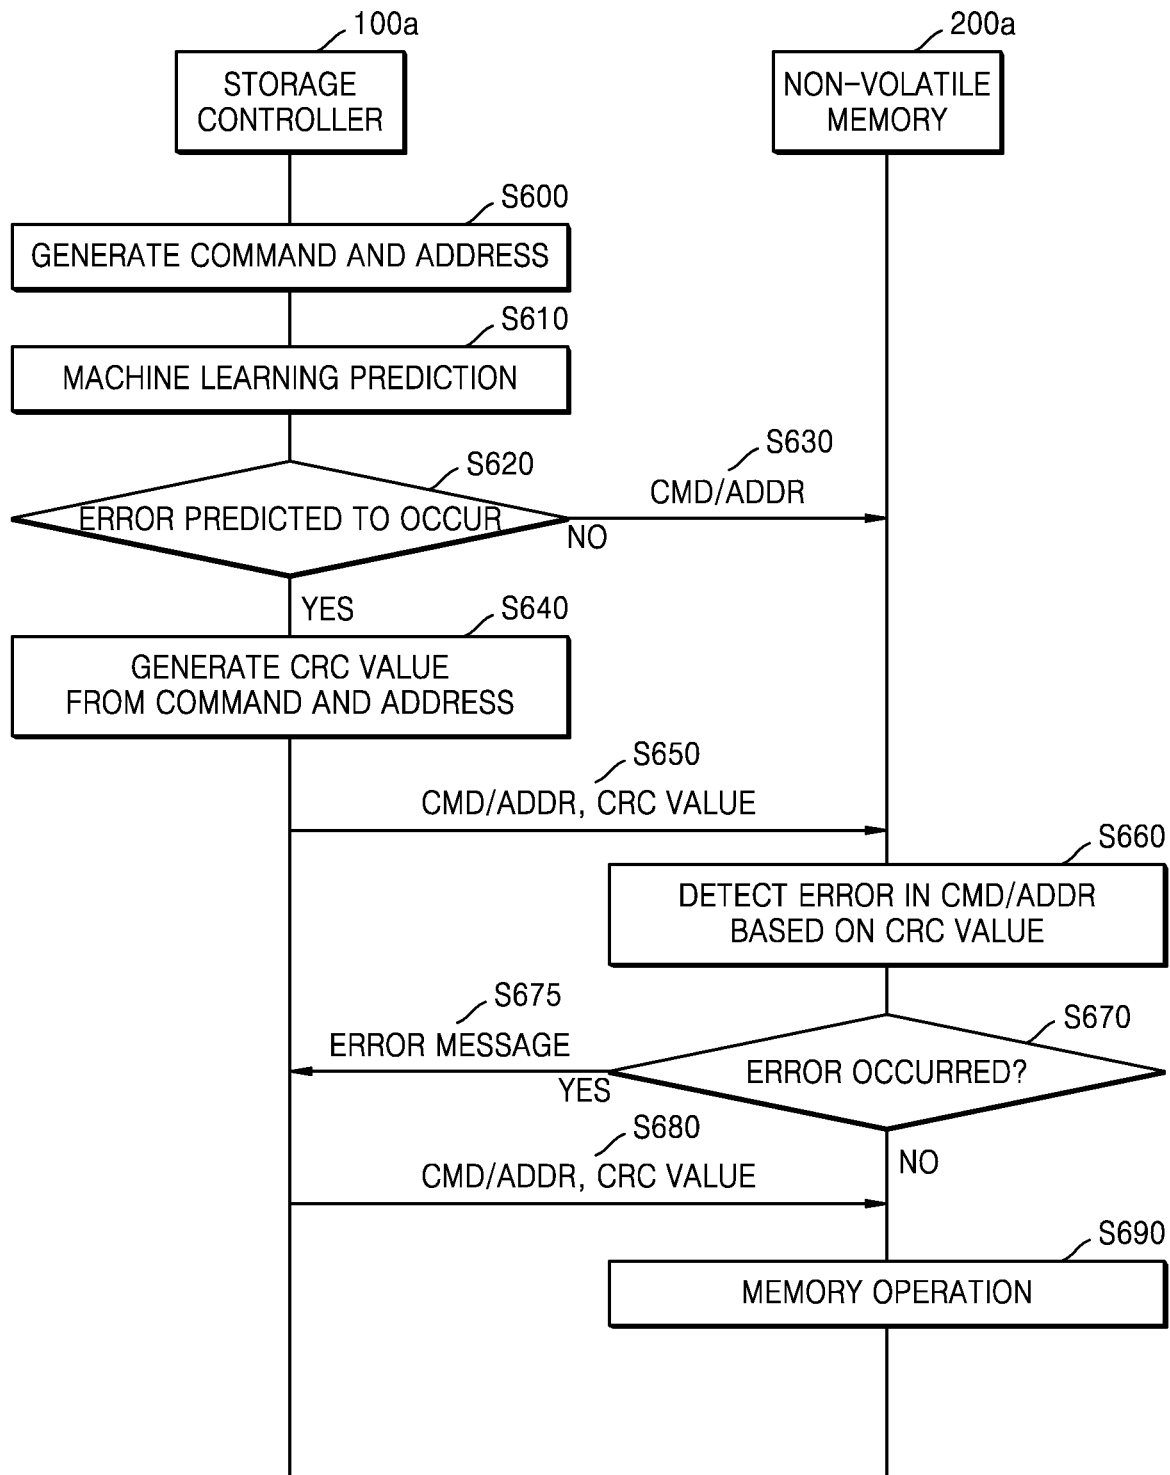 100a
200a
STORAGE
CONTROLLER
NON-VOLATILE
MEMORY
S600
GENERATE COMMAND AND ADDRESS
S610
MACHINE LEARNING PREDICTION
S620
ERROR PREDICTED TO OCCUR
NO
S630
CMD/ADDR
YES
S640
GENERATE CRC VALUE
FROM COMMAND AND ADDRESS
S650
CMD/ADDR, CRC VALUE
S660
DETECT ERROR IN CMD/ADDR
BASED ON CRC VALUE
S675
ERROR MESSAGE
YES
S670
ERROR OCCURRED?
S680
CMD/ADDR, CRC VALUE
NO
S690
MEMORY OPERATION